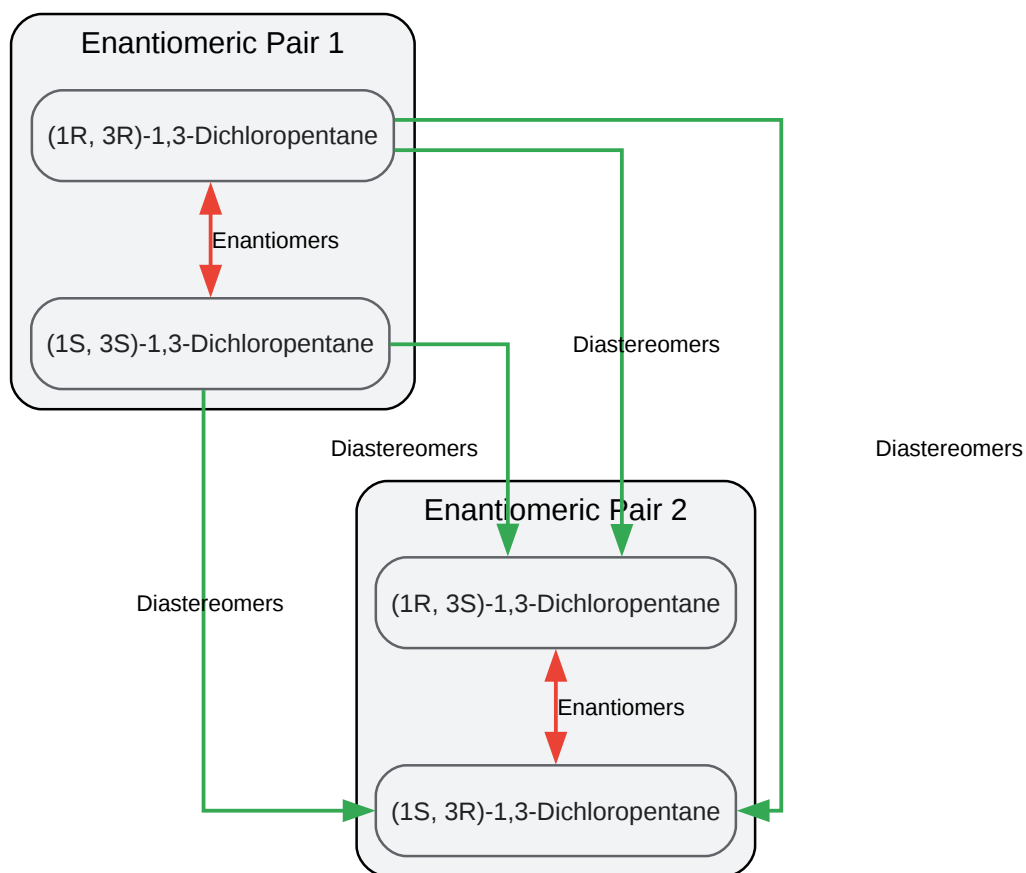 Enantiomeric Pair 1
(1R, 3R)-1,3-Dichloropentane
Enantiomers
(1S, 3S)-1,3-Dichloropentane
Diastereomers
Diastereomers
Diastereomers
Enantiomeric Pair 2
(1R, 3S)-1,3-Dichloropentane
Diastereomers
Enantiomers
(1S, 3R)-1,3-Dichloropentane